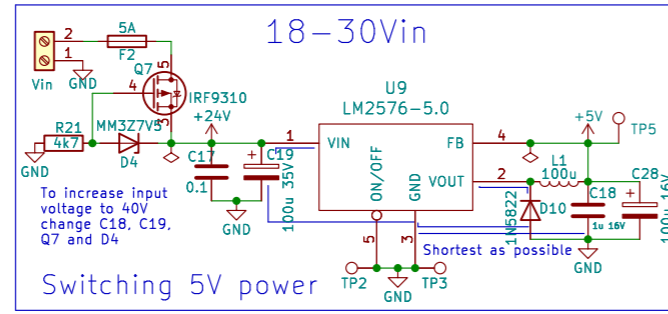 18-30Vin
2
1
Vin
5A
F2
GND
Q7
5
4
3
IRF9310
R21
4k7
GND
MM3Z7V5
D4
+24V
C17
0.1
C19
100u 35V
GND
To increase input
voltage to 40V
change C18, C19,
Q7 and D4
U9
LM2576-5.0
1
VIN
FB
4
VOUT
2
ON/OFF
GND
5
3
TP2
GND
TP3
+5V
TP5
L1
100u
D10
1N5822
C18
1u 16V
C28
100u 16V
GND
Shortest as possible
Switching 5V power